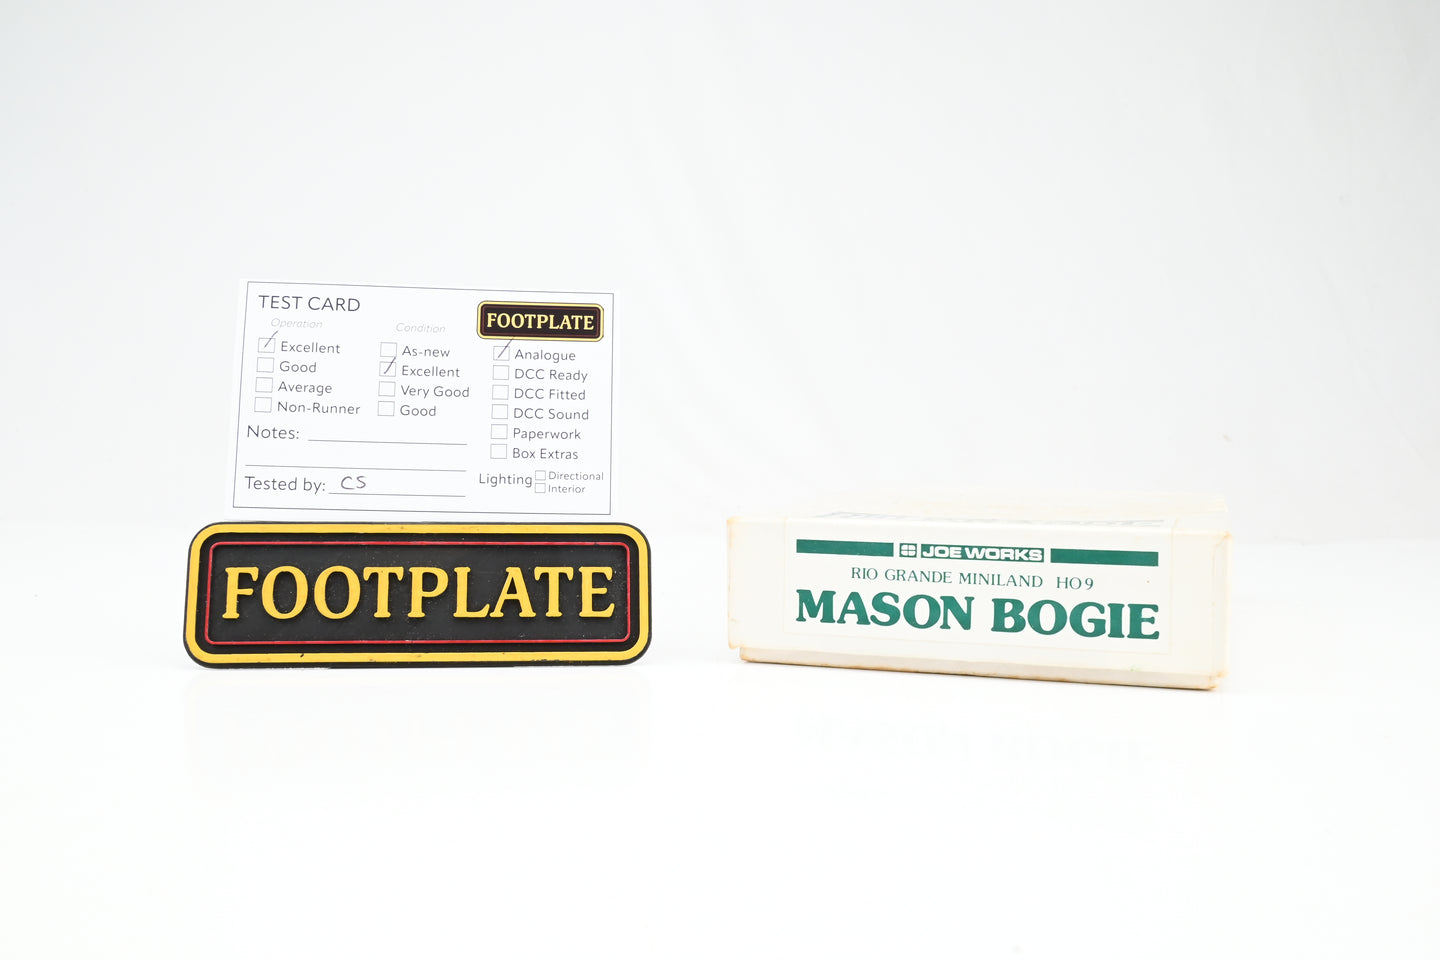 TEST CARD
FOOTPLATE
Operation
Excellent
Good
Average
Non-Runner
Condition
As-new
Excellent
Very Good
Good
Analogue
DCC Ready
DCC Fitted
DCC Sound
Paperwork
Box Extras
Notes:
Tested by: CS
Lighting
Directional
Interior
FOOTPLATE
JOE WORKS
RIO GRANDE MINILAND HO9
MASON BOGIE